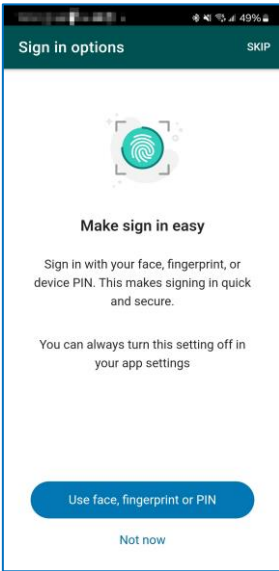 49%
Sign in options SKIP
Make sign in easy
Sign in with your face, fingerprint, or
device PIN. This makes signing in quick
and secure.
You can always turn this setting off in
your app settings
Use face, fingerprint or PIN
Not now